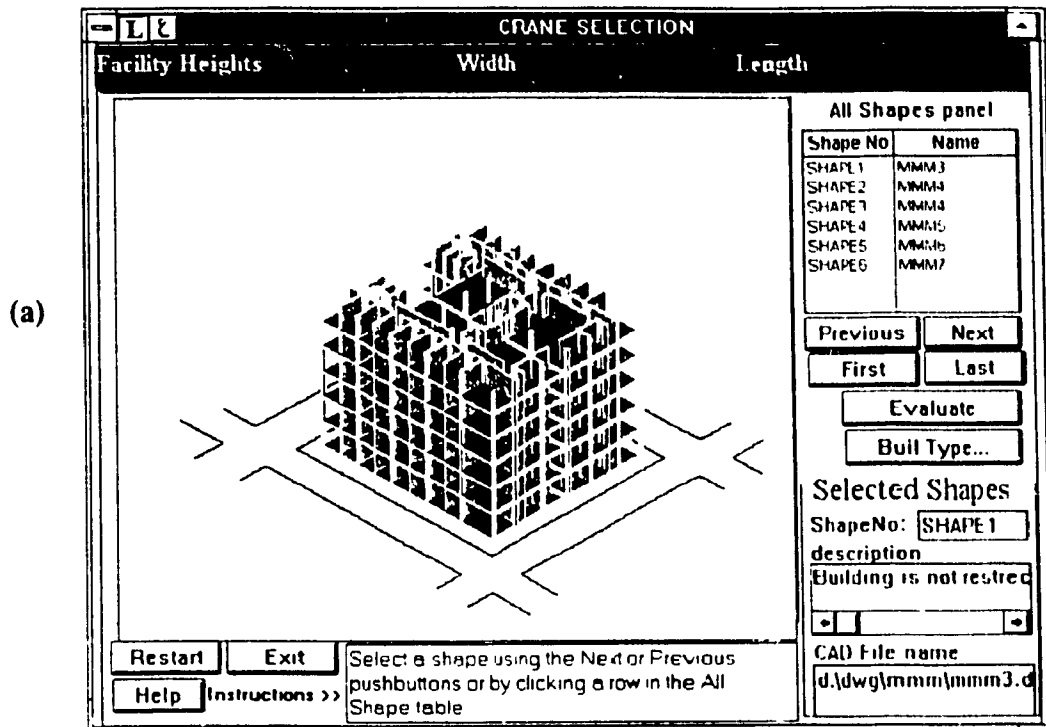 (a)
CRANE SELECTION
Facility Heights Width Length
All Shapes panel
Shape No Name
SHAPE1 MMM3
SHAPE2 MMM4
SHAPE3 MMM4
SHAPE4 MMM5
SHAPE5 MMM6
SHAPE6 MMM7
Previous Next
First Last
Evaluate
Buil Type...
Selected Shapes
ShapeNo: SHAPE1
description
Building is not restrec
CAD File name
d.\dwg\mmm\mmm3.d
Restart Exit
Help Instructions >>
Select a shape using the Next or Previous
pushbuttons or by clicking a row in the All
Shape table